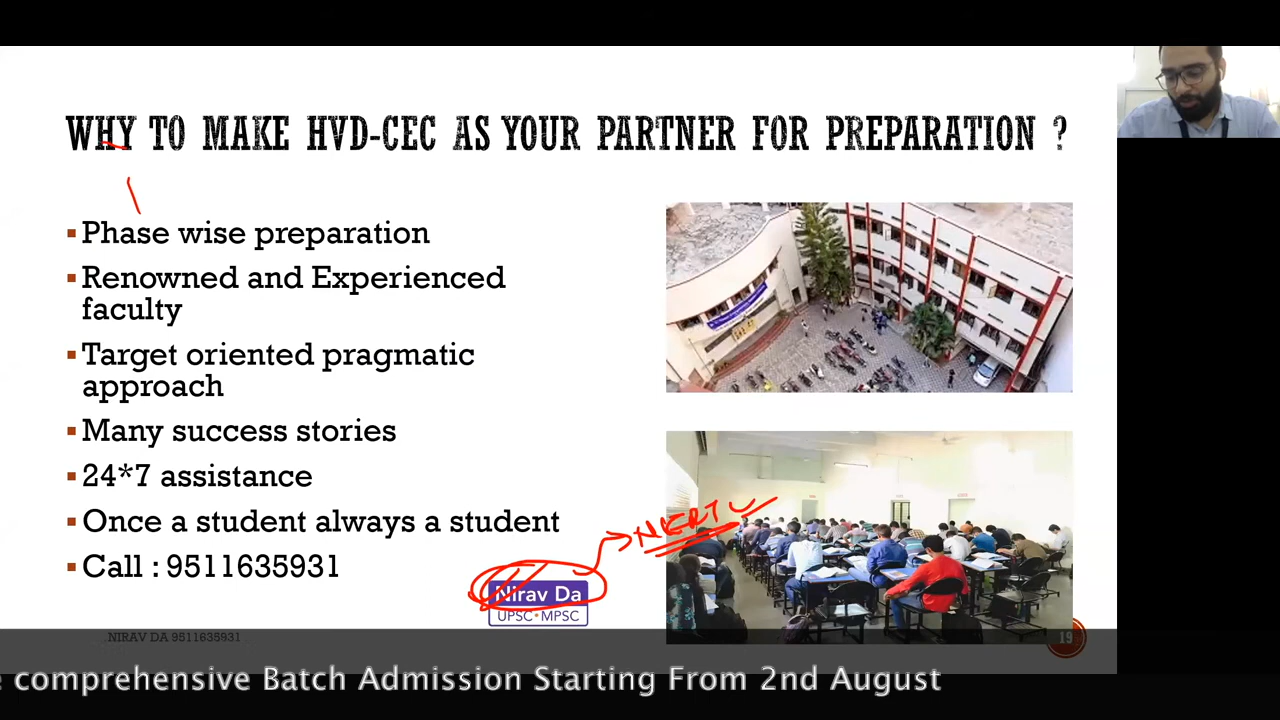 WHY TO MAKE HVD-CEC AS YOUR PARTNER FOR PREPARATION ?
Phase wise preparation
Renowned and Experienced
faculty
Target oriented pragmatic
approach
Many success stories
24*7 assistance
Once a student always a student
Call : 9511635931
NCERT
Nirav Da
UPSC•MPSC
NIRAV DA 9511635931
19
comprehensive Batch Admission Starting From 2nd August